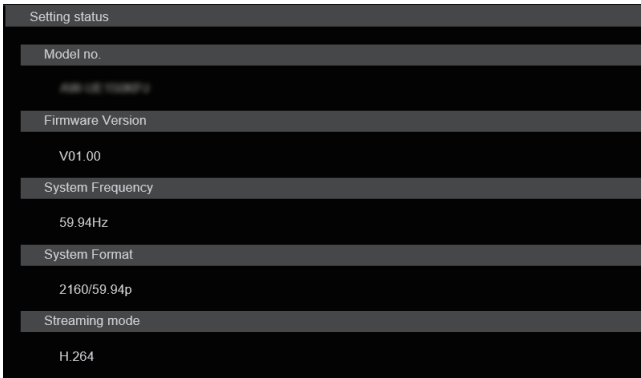 Setting status
Model no.
Firmware Version
V01.00
System Frequency
59.94Hz
System Format
2160/59.94p
Streaming mode
H.264